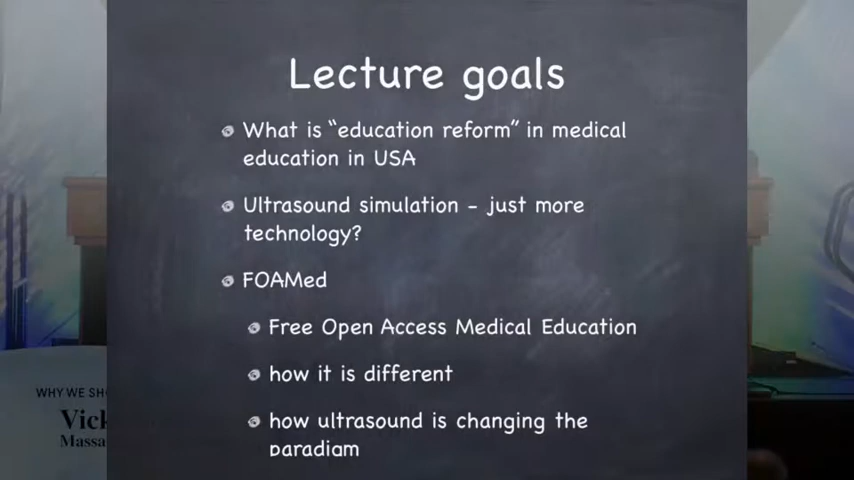 Lecture goals
What is “education reform” in medical
education in USA
Ultrasound simulation - just more
technology?
FOAMed
Free Open Access Medical Education
how it is different
how ultrasound is changing the
paradigm
WHY WE SH
Vick
Massa